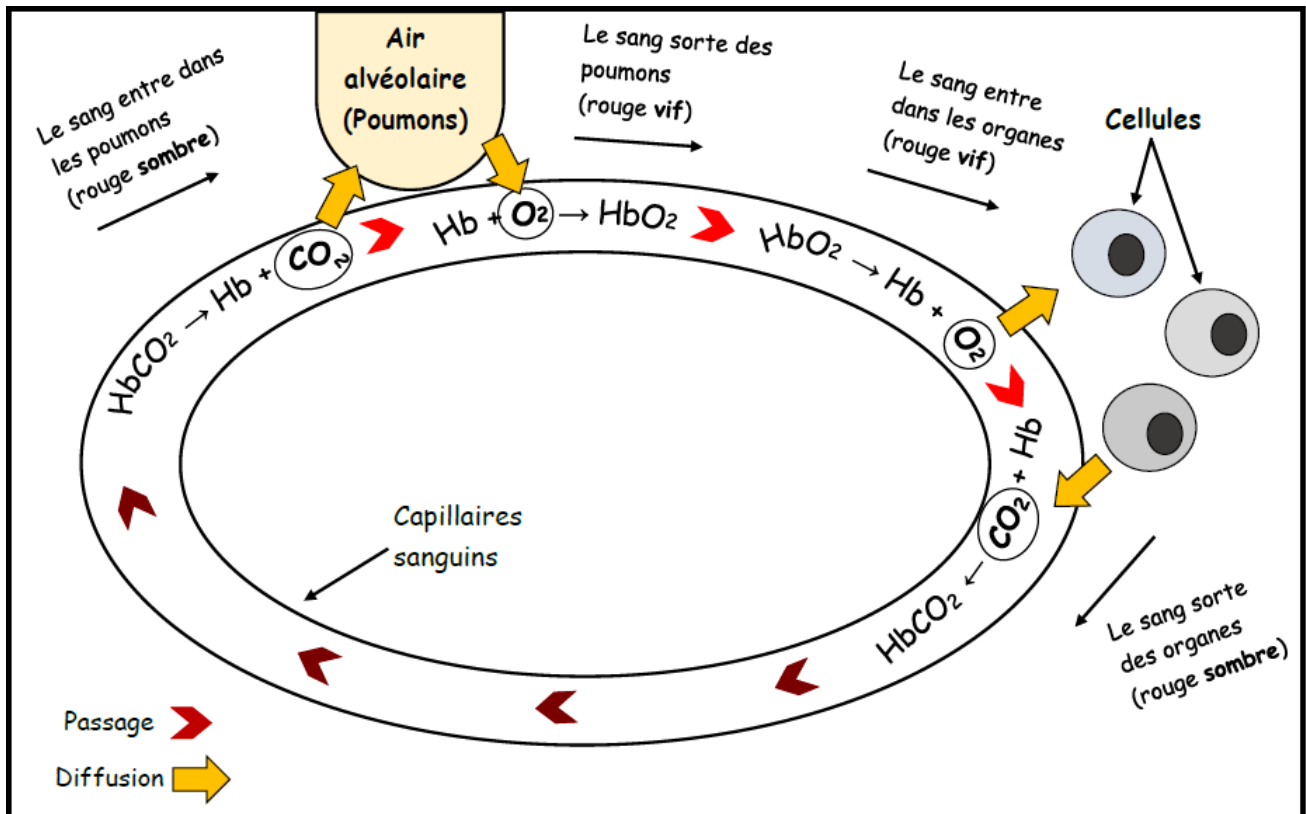 Le sang entre dans
les poumons
(rouge sombre)
Air
alvéolaire
(Poumons)
Le sang sorte des
poumons
(rouge vif)
Le sang entre
dans les organes
(rouge vif)
Cellules
HbCO₂ → Hb + CO₂
Hb + O₂ → HbO₂
HbO₂ → Hb + O₂
CO₂ + Hb
→ HbCO₂
Capillaires
sanguins
Le sang sorte
des organes
(rouge sombre)
Passage
Diffusion